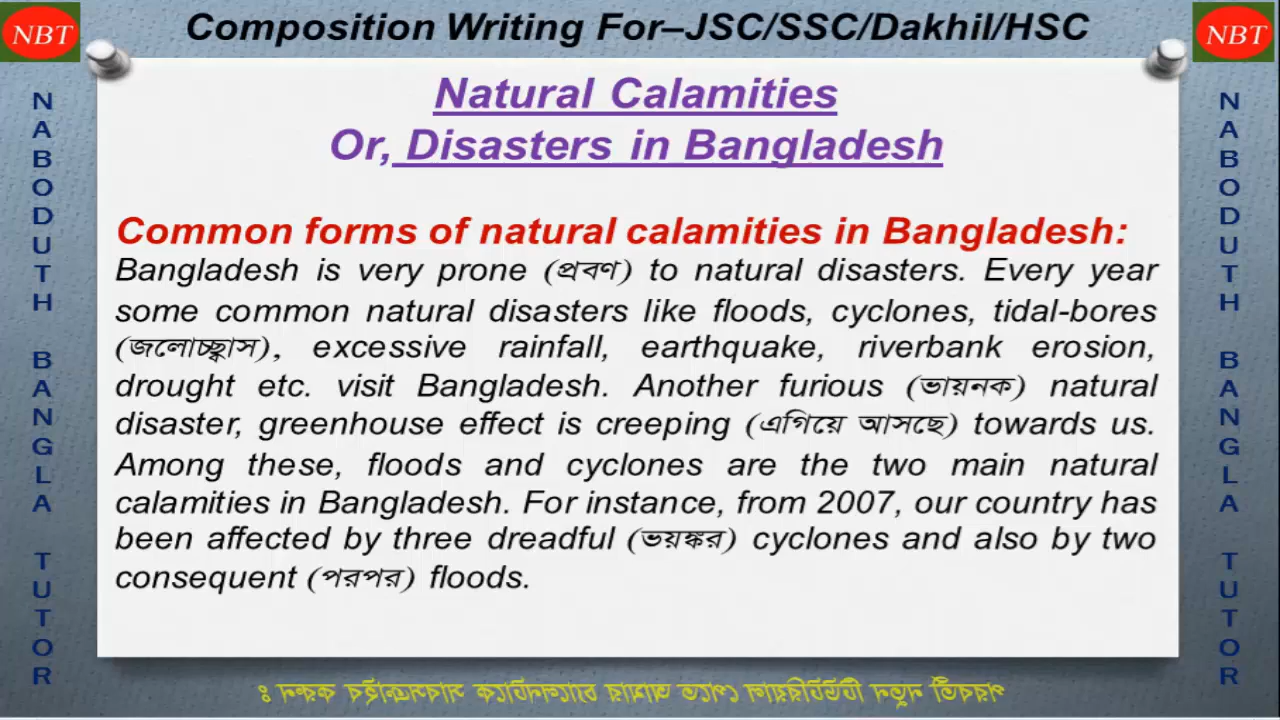 NBT
Composition Writing For–JSC/SSC/Dakhil/HSC
NBT
Natural Calamities
Or, Disasters in Bangladesh
Common forms of natural calamities in Bangladesh:
Bangladesh is very prone (প্রবণ) to natural disasters. Every year
some common natural disasters like floods, cyclones, tidal-bores
(জলোচ্ছ্বাস), excessive rainfall, earthquake, riverbank erosion,
drought etc. visit Bangladesh. Another furious (ভায়নক) natural
disaster, greenhouse effect is creeping (এগিয়ে আসছে) towards us.
Among these, floods and cyclones are the two main natural
calamities in Bangladesh. For instance, from 2007, our country has
been affected by three dreadful (ভয়ঙ্কর) cyclones and also by two
consequent (পরপর) floods.
NABODUTH BANGLA TUTOR
NABODUTH BANGLA TUTOR